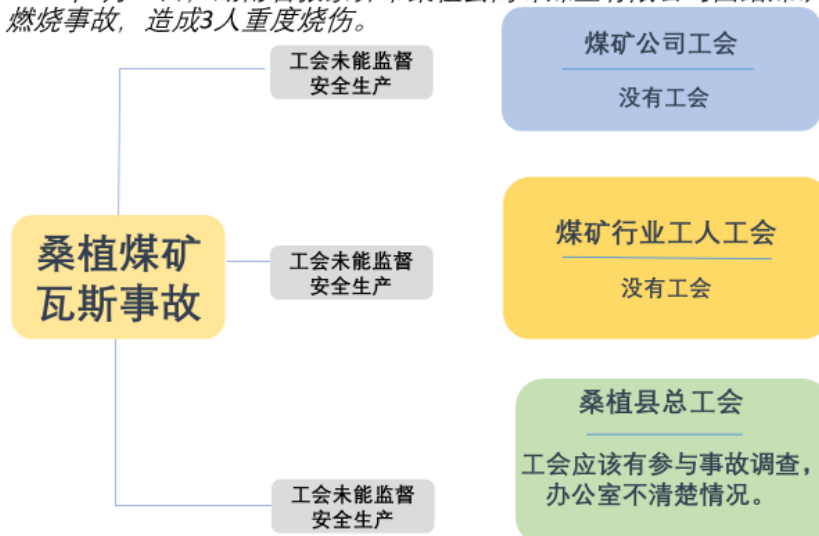 燃烧事故，造成3人重度烧伤。
工会未能监督
安全生产
煤矿公司工会
没有工会
桑植煤矿
瓦斯事故
工会未能监督
安全生产
煤矿行业工人工会
没有工会
工会未能监督
安全生产
桑植县总工会
工会应该有参与事故调查，
办公室不清楚情况。